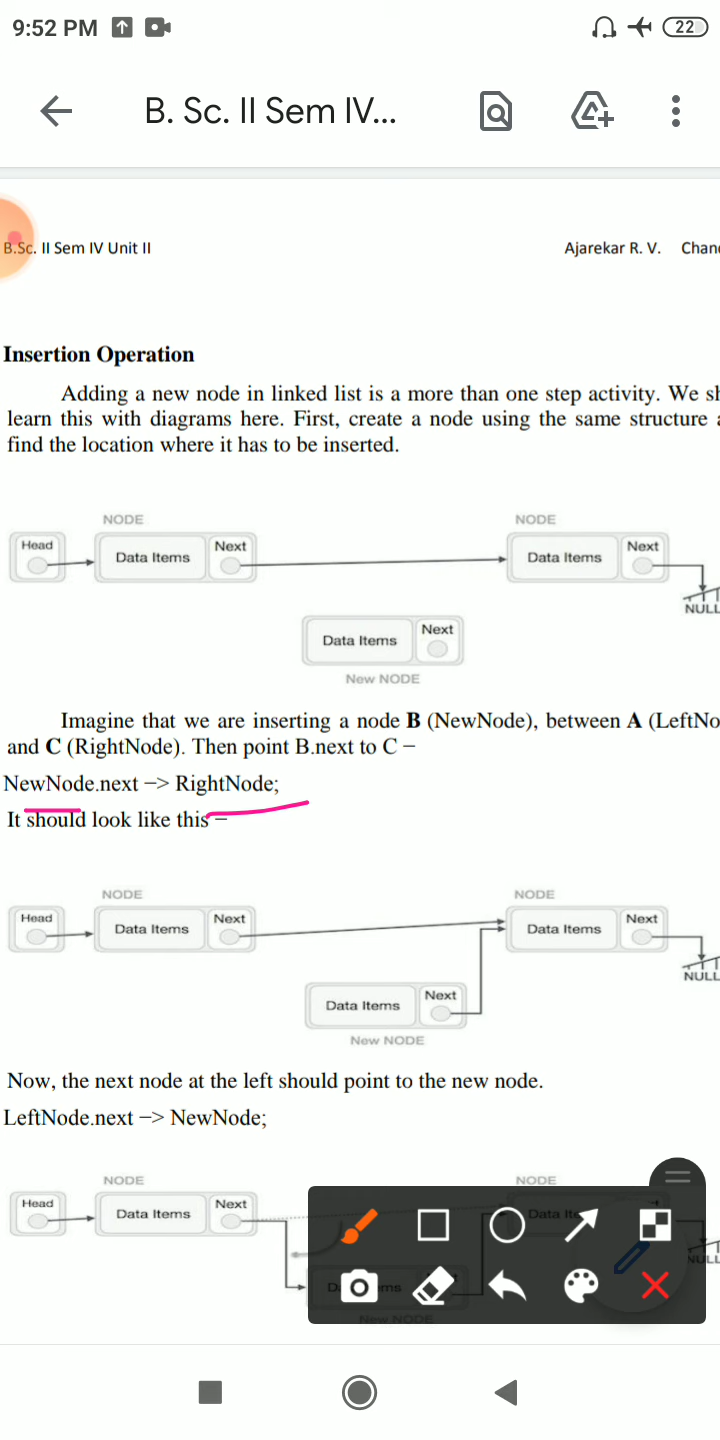 9:52 PM
22
B. Sc. II Sem IV...
B.Sc. II Sem IV Unit II Ajarekar R. V.
Insertion Operation
Adding a new node in linked list is a more than one step activity. We
learn this with diagrams here. First, create a node using the same structure
find the location where it has to be inserted.
NODE NODE
Head Data Items Next Data Items Next
NULL
Data Items Next
New NODE
Imagine that we are inserting a node B (NewNode), between A (LeftNo
and C (RightNode). Then point B.next to C –
NewNode.next –> RightNode;
It should look like this –
NODE NODE
Head Data Items Next Data Items Next
NULL
Data Items Next
New NODE
Now, the next node at the left should point to the new node.
LeftNode.next –> NewNode;
NODE NODE
Head Data Items Next Data Ite
NULL
New NODE